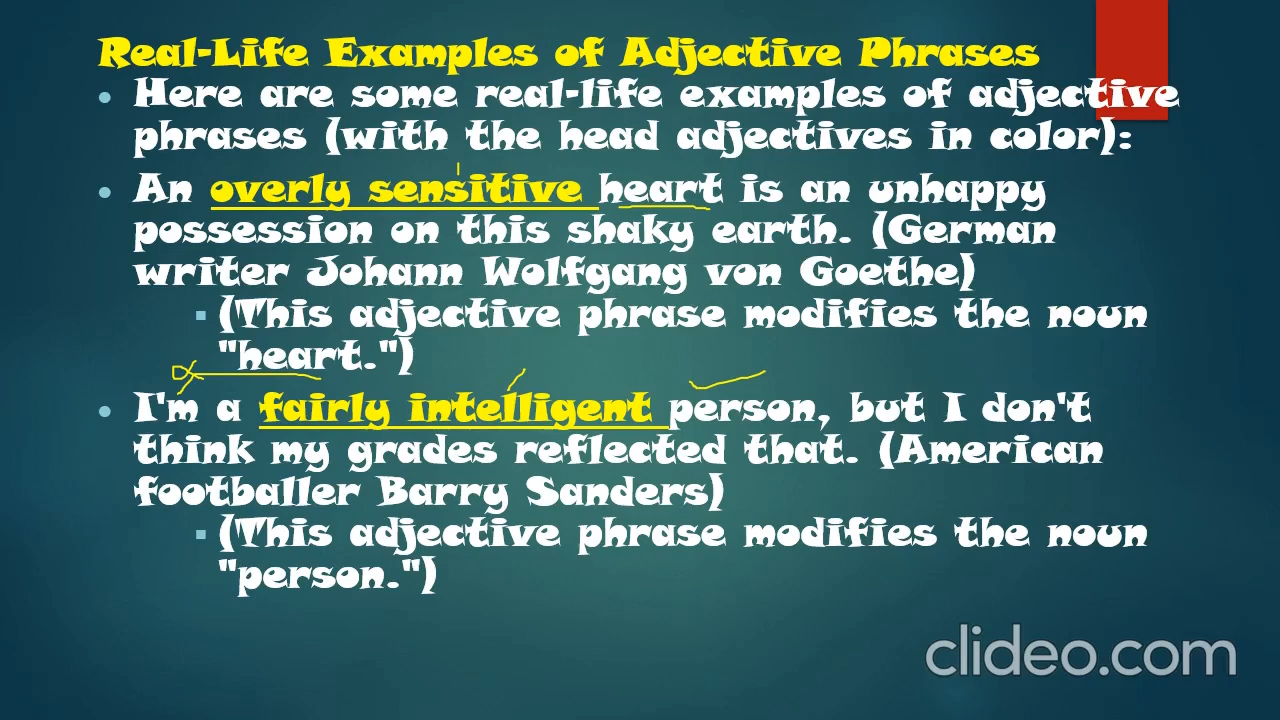 Real-Life Examples of Adjective Phrases
• Here are some real-life examples of adjective
phrases (with the head adjectives in color):
• An overly sensitive heart is an unhappy
possession on this shaky earth. (German
writer Johann Wolfgang von Goethe)
▪ (This adjective phrase modifies the noun
"heart.")
• I'm a fairly intelligent person, but I don't
think my grades reflected that. (American
footballer Barry Sanders)
▪ (This adjective phrase modifies the noun
"person.")
clideo.com